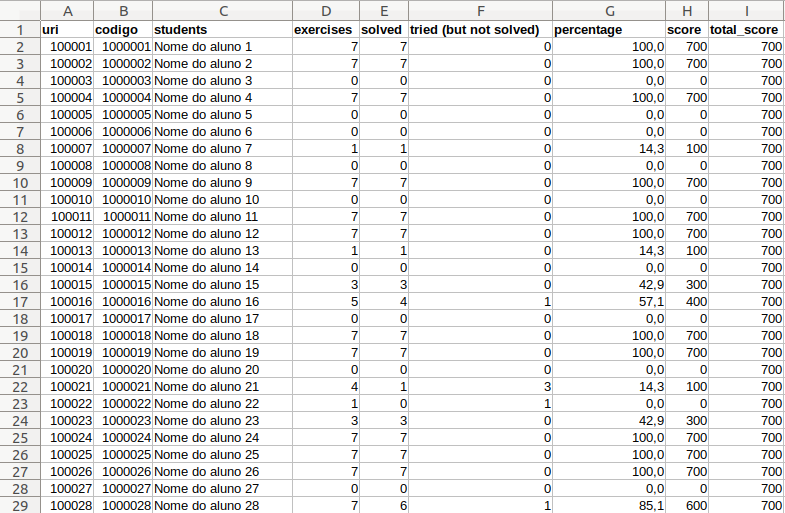 A B C D E F G H I
1 uri codigo students exercises solved tried (but not solved) percentage score total_score
2 100001 1000001 Nome do aluno 1 7 7 0 100,0 700 700
3 100002 1000002 Nome do aluno 2 7 7 0 100,0 700 700
4 100003 1000003 Nome do aluno 3 0 0 0 0,0 0 700
5 100004 1000004 Nome do aluno 4 7 7 0 100,0 700 700
6 100005 1000005 Nome do aluno 5 0 0 0 0,0 0 700
7 100006 1000006 Nome do aluno 6 0 0 0 0,0 0 700
8 100007 1000007 Nome do aluno 7 1 1 0 14,3 100 700
9 100008 1000008 Nome do aluno 8 0 0 0 0,0 0 700
10 100009 1000009 Nome do aluno 9 7 7 0 100,0 700 700
11 100010 1000010 Nome do aluno 10 0 0 0 0,0 0 700
12 100011 1000011 Nome do aluno 11 7 7 0 100,0 700 700
13 100012 1000012 Nome do aluno 12 7 7 0 100,0 700 700
14 100013 1000013 Nome do aluno 13 1 1 0 14,3 100 700
15 100014 1000014 Nome do aluno 14 0 0 0 0,0 0 700
16 100015 1000015 Nome do aluno 15 3 3 0 42,9 300 700
17 100016 1000016 Nome do aluno 16 5 4 1 57,1 400 700
18 100017 1000017 Nome do aluno 17 0 0 0 0,0 0 700
19 100018 1000018 Nome do aluno 18 7 7 0 100,0 700 700
20 100019 1000019 Nome do aluno 19 7 7 0 100,0 700 700
21 100020 1000020 Nome do aluno 20 0 0 0 0,0 0 700
22 100021 1000021 Nome do aluno 21 4 1 3 14,3 100 700
23 100022 1000022 Nome do aluno 22 1 0 1 0,0 0 700
24 100023 1000023 Nome do aluno 23 3 3 0 42,9 300 700
25 100024 1000024 Nome do aluno 24 7 7 0 100,0 700 700
26 100025 1000025 Nome do aluno 25 7 7 0 100,0 700 700
27 100026 1000026 Nome do aluno 26 7 7 0 100,0 700 700
28 100027 1000027 Nome do aluno 27 0 0 0 0,0 0 700
29 100028 1000028 Nome do aluno 28 7 6 1 85,1 600 700